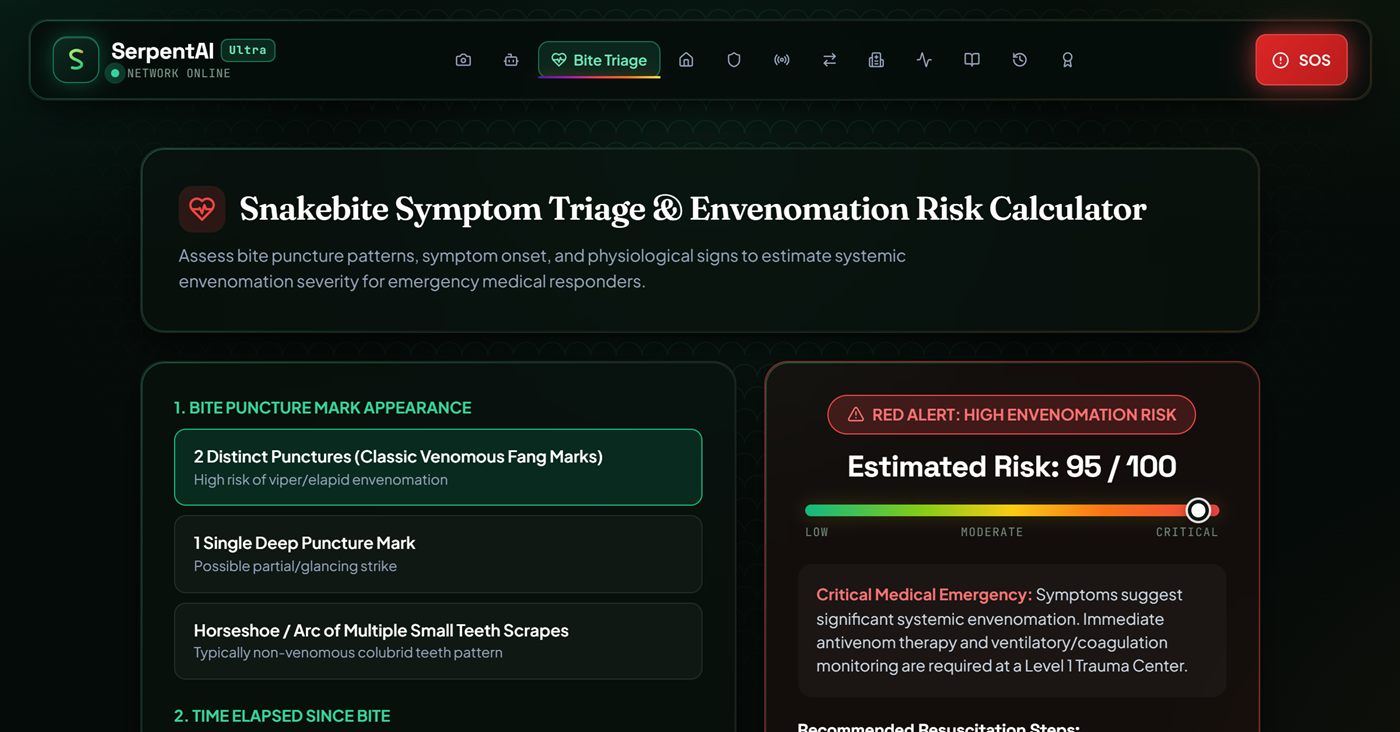 SerpentAI Ultra
NETWORK ONLINE
Bite Triage
SOS
Snakebite Symptom Triage & Envenomation Risk Calculator
Assess bite puncture patterns, symptom onset, and physiological signs to estimate systemic
envenomation severity for emergency medical responders.
1. BITE PUNCTURE MARK APPEARANCE
2 Distinct Punctures (Classic Venomous Fang Marks)
High risk of viper/elapid envenomation
1 Single Deep Puncture Mark
Possible partial/glancing strike
Horseshoe / Arc of Multiple Small Teeth Scrapes
Typically non-venomous colubrid teeth pattern
2. TIME ELAPSED SINCE BITE
RED ALERT: HIGH ENVENOMATION RISK
Estimated Risk: 95 / 100
LOW MODERATE CRITICAL
Critical Medical Emergency: Symptoms suggest
significant systemic envenomation. Immediate
antivenom therapy and ventilatory/coagulation
monitoring are required at a Level 1 Trauma Center.
Recommended Resuscitation Steps: